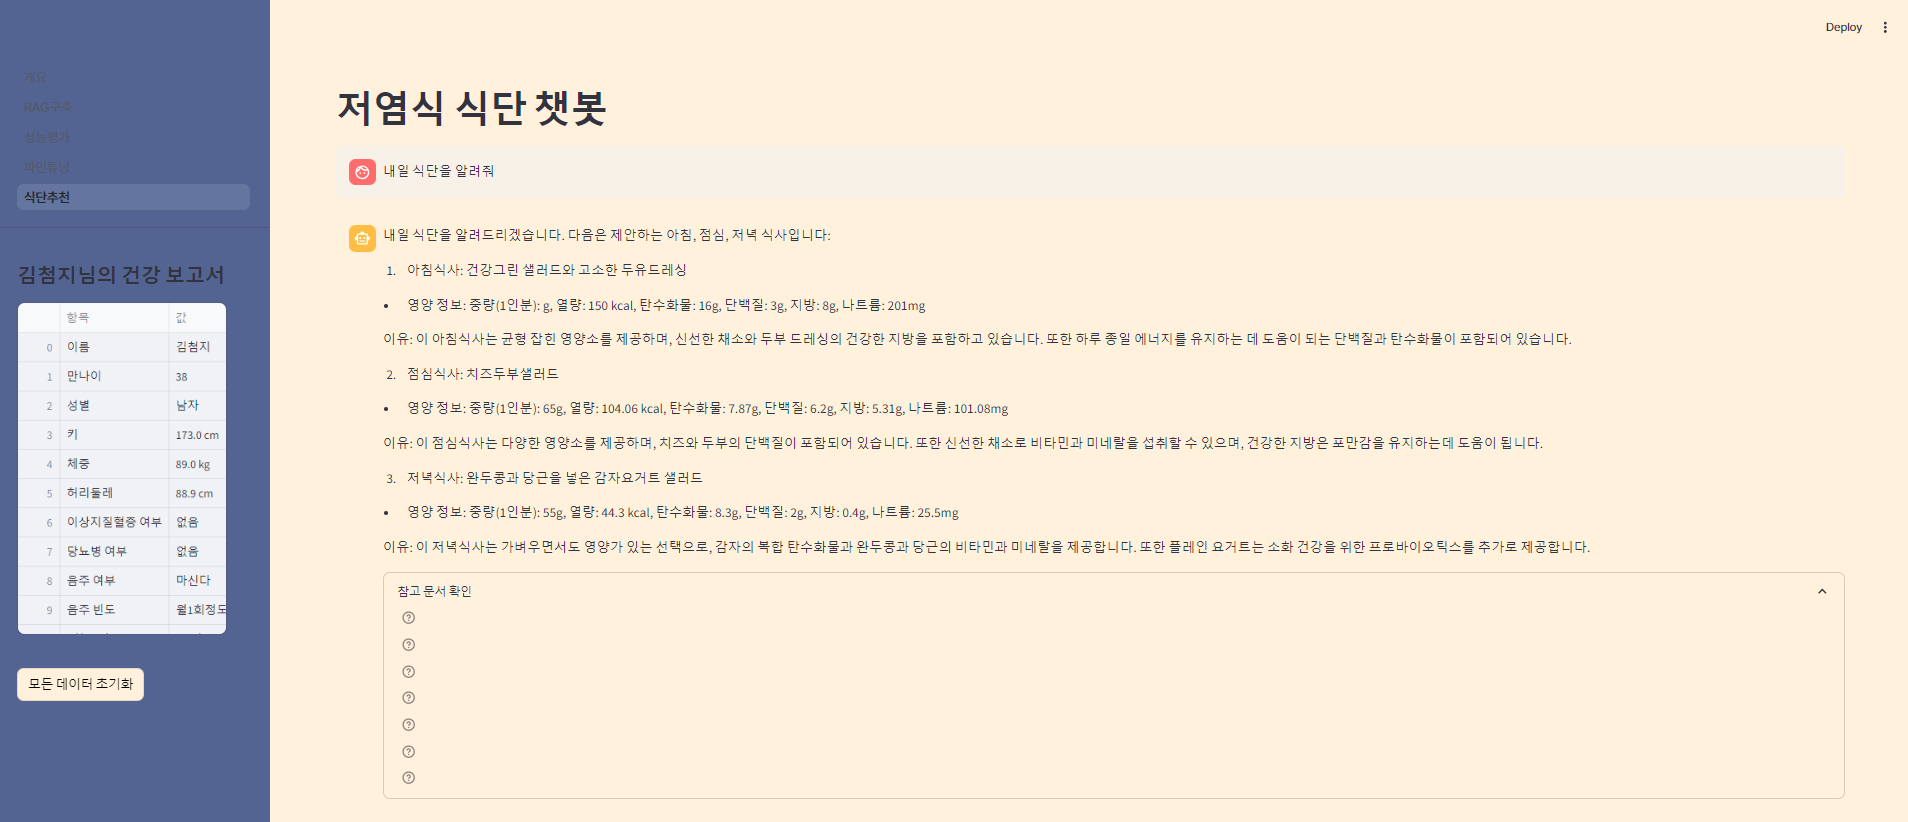 Deploy
개요
RAG구축
성능평가
파인튜닝
식단추천
김첨지님의 건강 보고서
항목 값
0 이름 김첨지
1 만나이 38
2 성별 남자
3 키 173.0 cm
4 체중 89.0 kg
5 허리둘레 88.9 cm
6 이상지질혈증 여부 없음
7 당뇨병 여부 없음
8 음주 여부 마신다
9 음주 빈도 월1회정도
모든 데이터 초기화
저염식 식단 챗봇
내일 식단을 알려줘
내일 식단을 알려드리겠습니다. 다음은 제안하는 아침, 점심, 저녁 식사입니다:
1. 아침식사: 건강그린 샐러드와 고소한 두유드레싱
• 영양 정보: 중량(1인분): g, 열량: 150 kcal, 탄수화물: 16g, 단백질: 3g, 지방: 8g, 나트륨: 201mg
이유: 이 아침식사는 균형 잡힌 영양소를 제공하며, 신선한 채소와 두부 드레싱의 건강한 지방을 포함하고 있습니다. 또한 하루 종일 에너지를 유지하는 데 도움이 되는 단백질과 탄수화물이 포함되어 있습니다.
2. 점심식사: 치즈두부샐러드
• 영양 정보: 중량(1인분): 65g, 열량: 104.06 kcal, 탄수화물: 7.87g, 단백질: 6.2g, 지방: 5.31g, 나트륨: 101.08mg
이유: 이 점심식사는 다양한 영양소를 제공하며, 치즈와 두부의 단백질이 포함되어 있습니다. 또한 신선한 채소로 비타민과 미네랄을 섭취할 수 있으며, 건강한 지방은 포만감을 유지하는데 도움이 됩니다.
3. 저녁식사: 완두콩과 당근을 넣은 감자요거트 샐러드
• 영양 정보: 중량(1인분): 55g, 열량: 44.3 kcal, 탄수화물: 8.3g, 단백질: 2g, 지방: 0.4g, 나트륨: 25.5mg
이유: 이 저녁식사는 가벼우면서도 영양가 있는 선택으로, 감자의 복합 탄수화물과 완두콩과 당근의 비타민과 미네랄을 제공합니다. 또한 플레인 요거트는 소화 건강을 위한 프로바이오틱스를 추가로 제공합니다.
참고 문서 확인